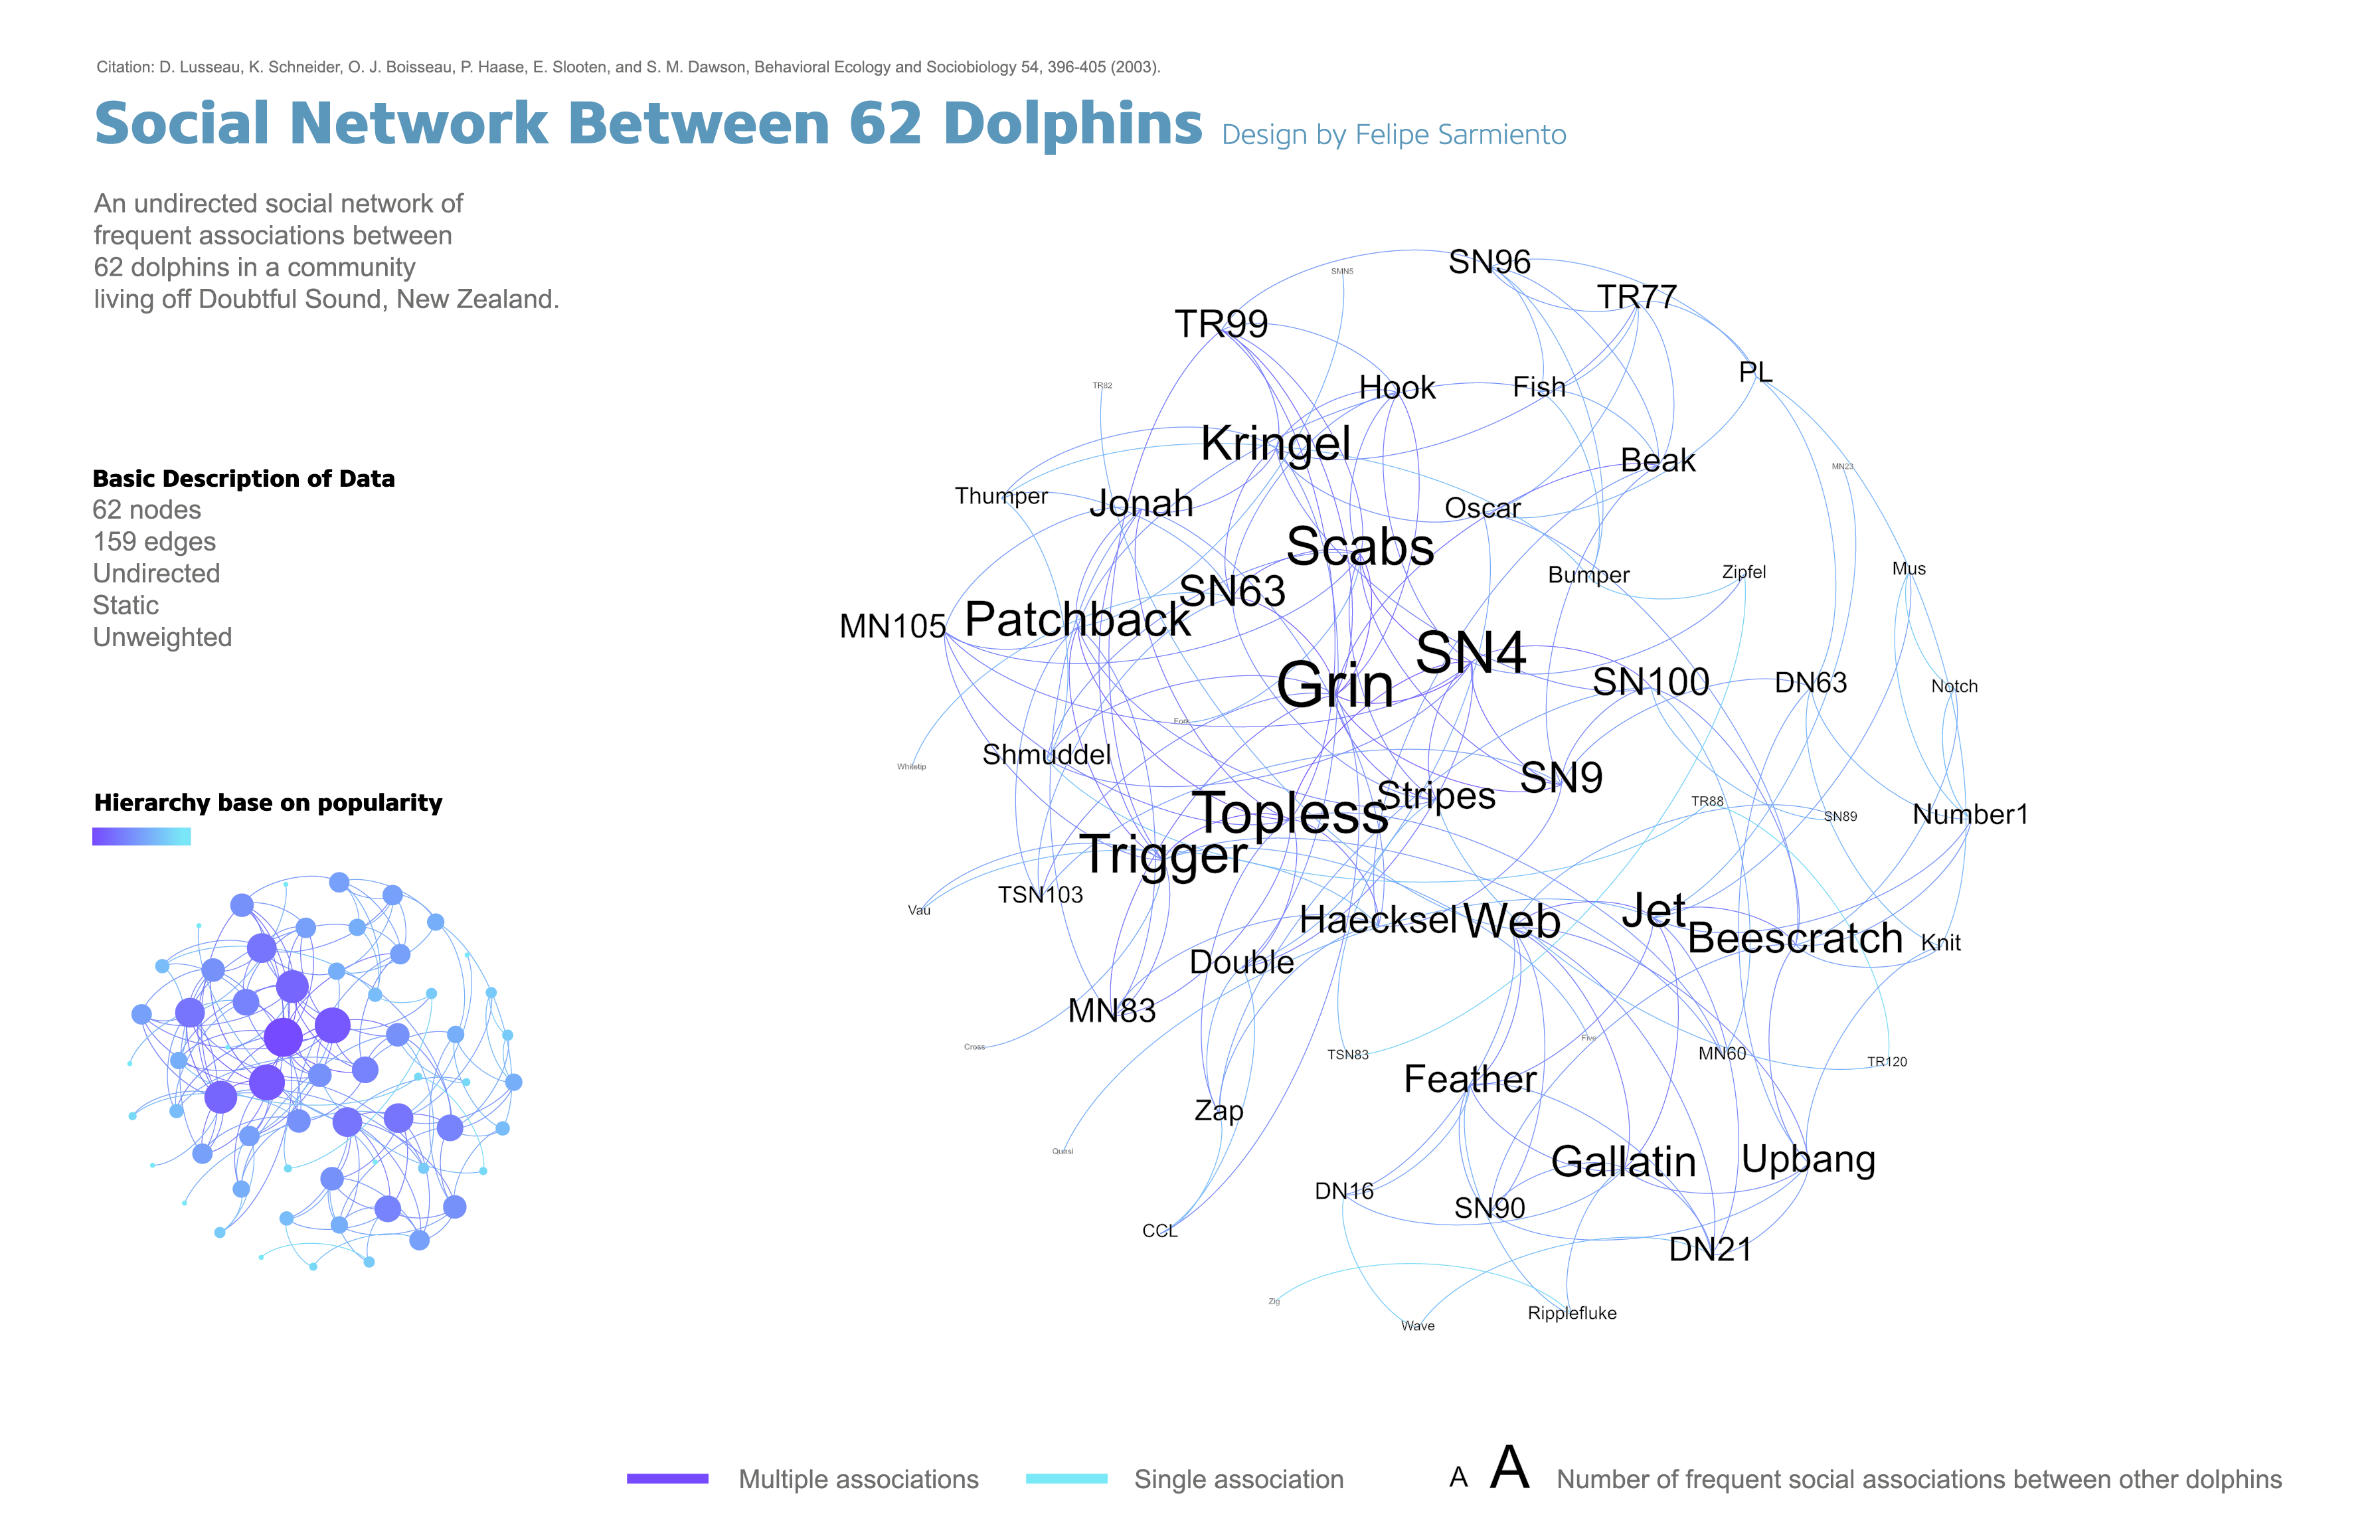 Citation: D. Lusseau, K. Schneider, O. J. Boisseau, P. Haase, E. Slooten, and S. M. Dawson, Behavioral Ecology and Sociobiology 54, 396-405 (2003).
Social Network Between 62 Dolphins Design by Felipe Sarmiento
An undirected social network of
frequent associations between
62 dolphins in a community
living off Doubtful Sound, New Zealand.
Basic Description of Data
62 nodes
159 edges
Undirected
Static
Unweighted
Hierarchy base on popularity
SN96
SMN5
TR77
TR99
PL
TR82
Hook
Fish
Kringel
Beak
MN23
Thumper
Jonah
Oscar
Scabs
Bumper
Zipfel
Mus
SN63
MN105
Patchback
SN4
Grin
SN100
DN63
Notch
Fork
Shmuddel
Whitetip
SN9
Stripes
TR88
Topless
SN89
Number1
Trigger
TSN103
Vau
Haecksel
Web
Jet
Beescratch
Knit
Double
MN83
Five
Cross
TSN83
MN60
TR120
Feather
Zap
Quasi
Gallatin
Upbang
DN16
SN90
CCL
DN21
Zig
Ripplefluke
Wave
Multiple associations
Single association
A A Number of frequent social associations between other dolphins